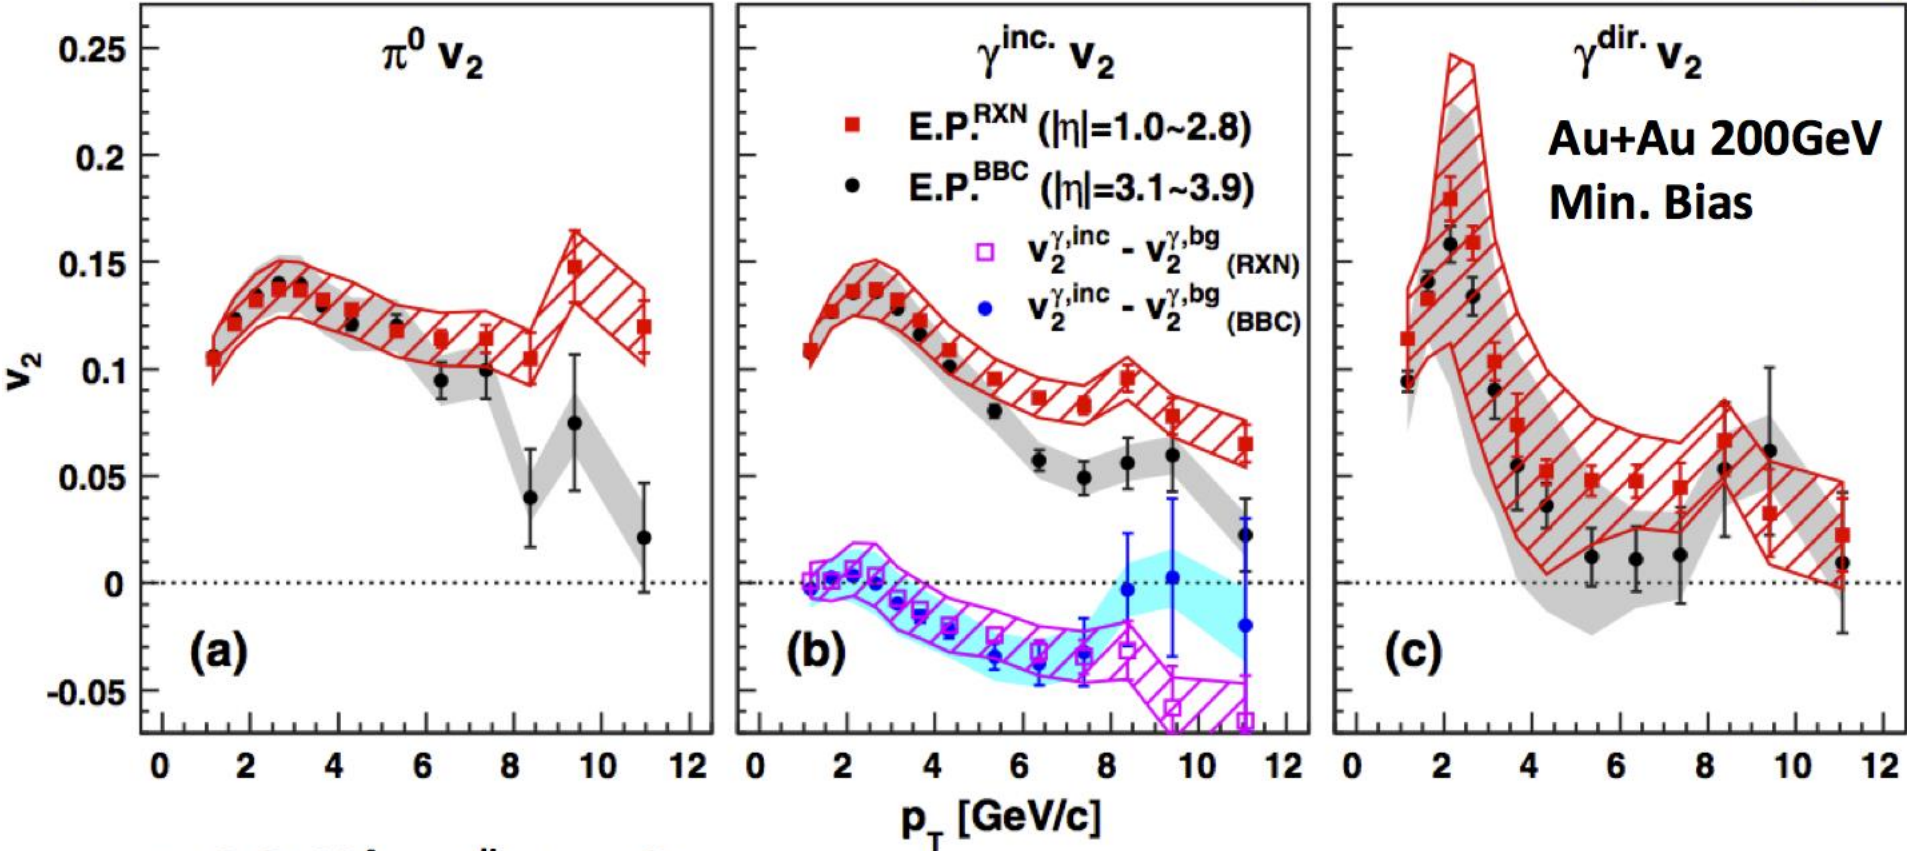 π⁰ v₂
γ^inc. v₂
γ^dir. v₂
E.P.^RXN (|η|=1.0~2.8)
E.P.^BBC (|η|=3.1~3.9)
v₂^γ,inc - v₂^γ,bg (RXN)
v₂^γ,inc - v₂^γ,bg (BBC)
Au+Au 200GeV
Min. Bias
v₂
0.25
0.2
0.15
0.1
0.05
0
-0.05
(a)
(b)
(c)
0 2 4 6 8 10 12
0 2 4 6 8 10 12
0 2 4 6 8 10 12
p_T [GeV/c]